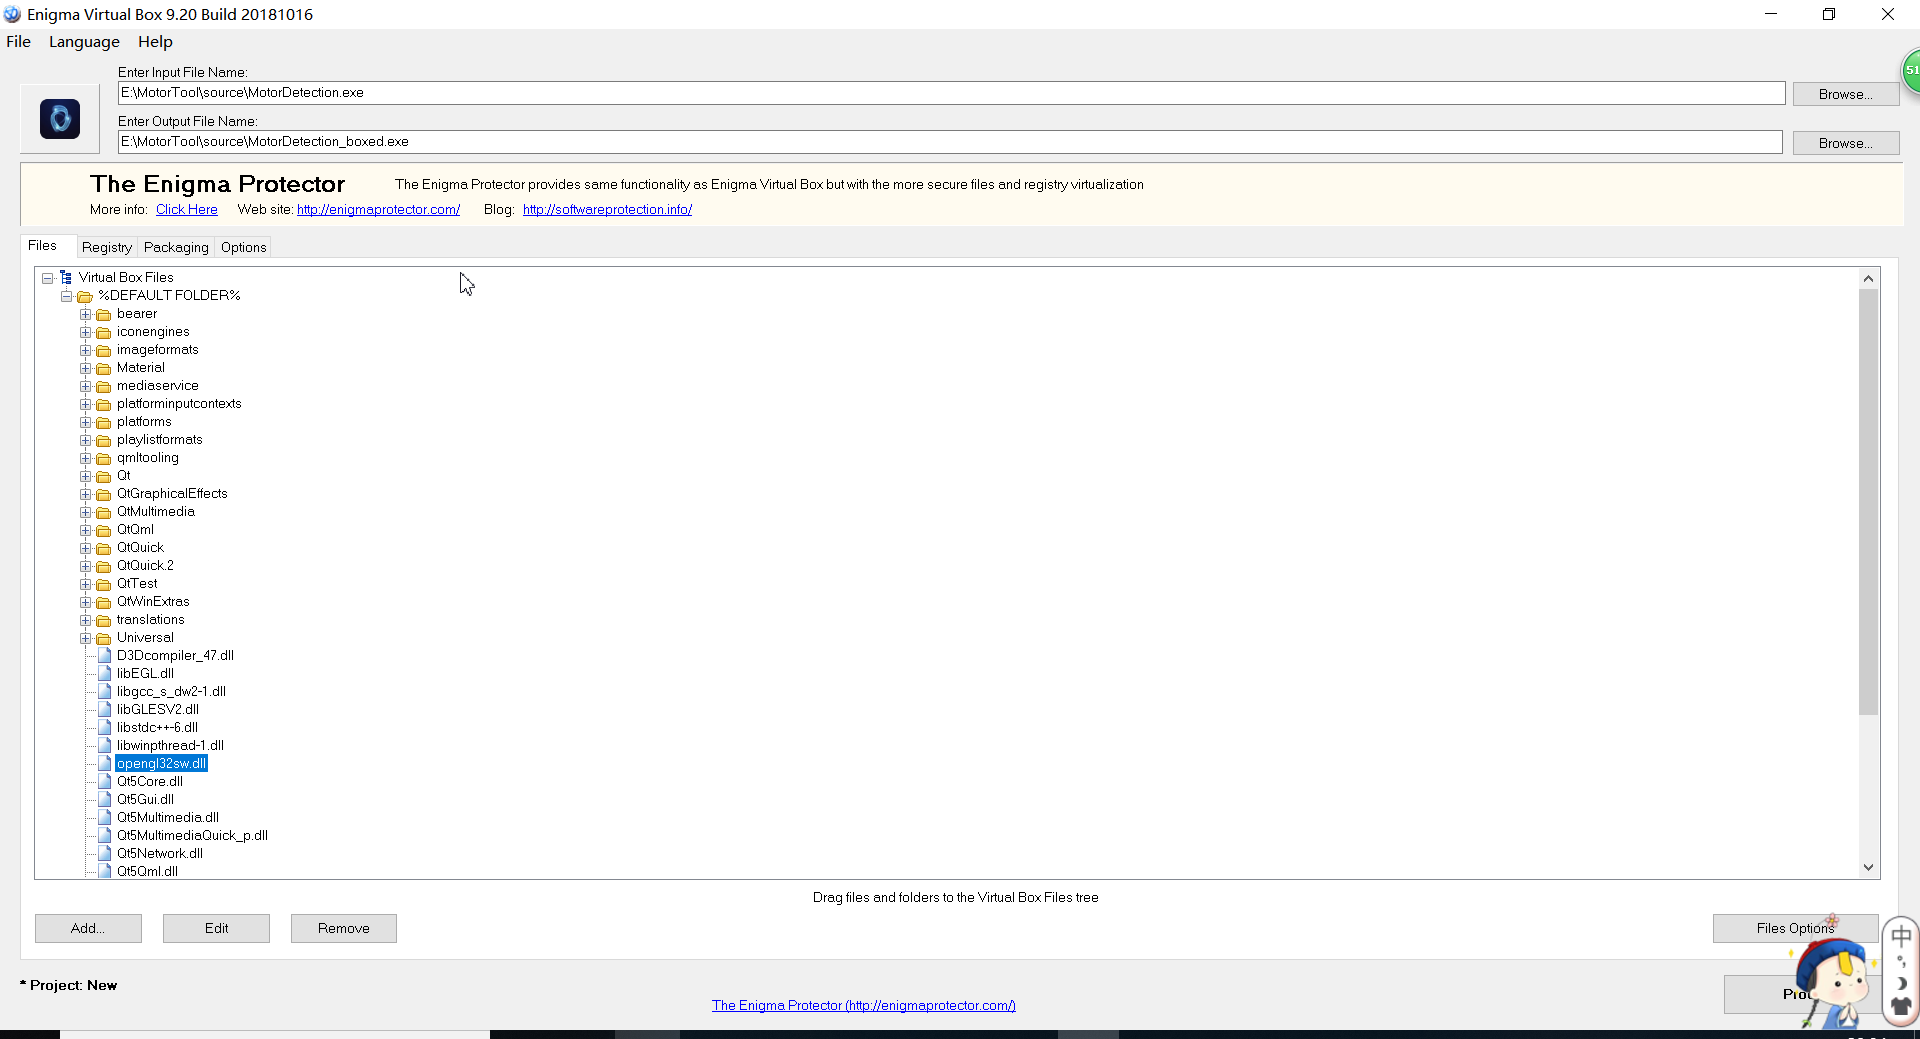 Enigma Virtual Box 9.20 Build 20181016
File Language Help
Enter Input File Name:
E:\MotorTool\source\MotorDetection.exe
Browse...
51
Enter Output File Name:
E:\MotorTool\source\MotorDetection_boxed.exe
Browse...
The Enigma Protector
The Enigma Protector provides same functionality as Enigma Virtual Box but with the more secure files and registry virtualization
More info: Click Here Web site: http://enigmaprotector.com/ Blog: http://softwareprotection.info/
Files Registry Packaging Options
Virtual Box Files
%DEFAULT FOLDER%
bearer
iconengines
imageformats
Material
mediaservice
platforminputcontexts
platforms
playlistformats
qmltooling
Qt
QtGraphicalEffects
QtMultimedia
QtQml
QtQuick
QtQuick.2
QtTest
QtWinExtras
translations
Universal
D3Dcompiler_47.dll
libEGL.dll
libgcc_s_dw2-1.dll
libGLESV2.dll
libstdc++-6.dll
libwinpthread-1.dll
opengl32sw.dll
Qt5Core.dll
Qt5Gui.dll
Qt5Multimedia.dll
Qt5MultimediaQuick_p.dll
Qt5Network.dll
Qt5Qml.dll
Drag files and folders to the Virtual Box Files tree
Add... Edit Remove Files Options
中
* Project: New
The Enigma Protector (http://enigmaprotector.com/)